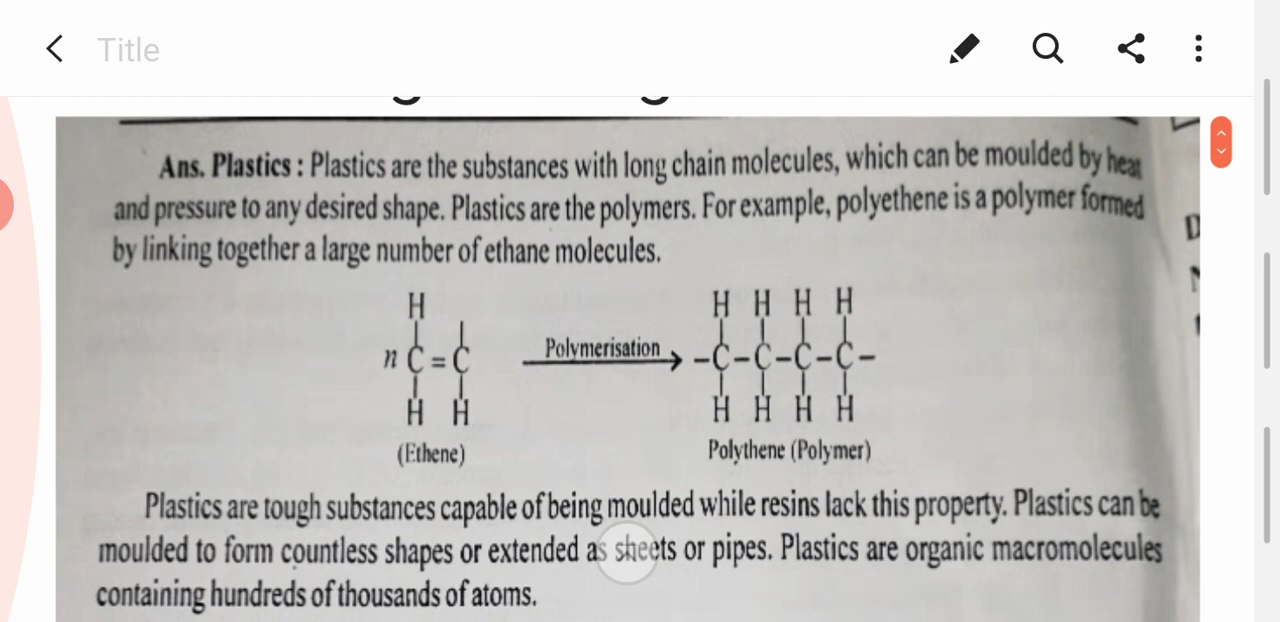 Title
Ans. Plastics : Plastics are the substances with long chain molecules, which can be moulded by heat
and pressure to any desired shape. Plastics are the polymers. For example, polyethene is a polymer formed
by linking together a large number of ethane molecules.
H H H H H
n C = C Polymerisation –C–C–C–C–
H H H H H H
(Ethene) Polythene (Polymer)
Plastics are tough substances capable of being moulded while resins lack this property. Plastics can be
moulded to form countless shapes or extended as sheets or pipes. Plastics are organic macromolecules
containing hundreds of thousands of atoms.